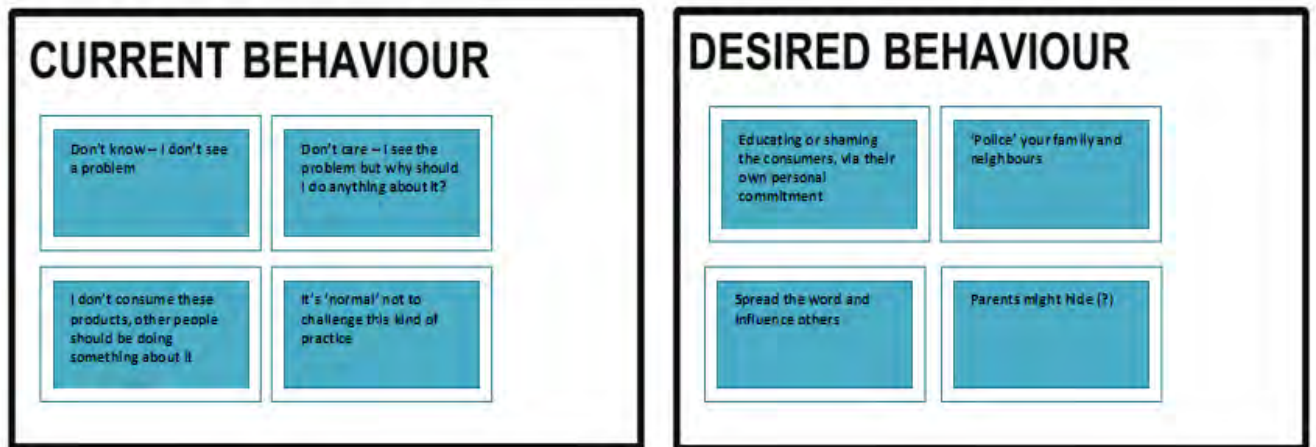 CURRENT BEHAVIOUR
Don't know – I don't see
a problem
Don't care – I see the
problem but why should
I do anything about it?
I don't consume these
products, other people
should be doing
something about it
It's 'normal' not to
challenge this kind of
practice
DESIRED BEHAVIOUR
Educating or shaming
the consumers, via their
own personal
commitment
'Police' your family and
neighbours
Spread the word and
influence others
Parents might hide (?)